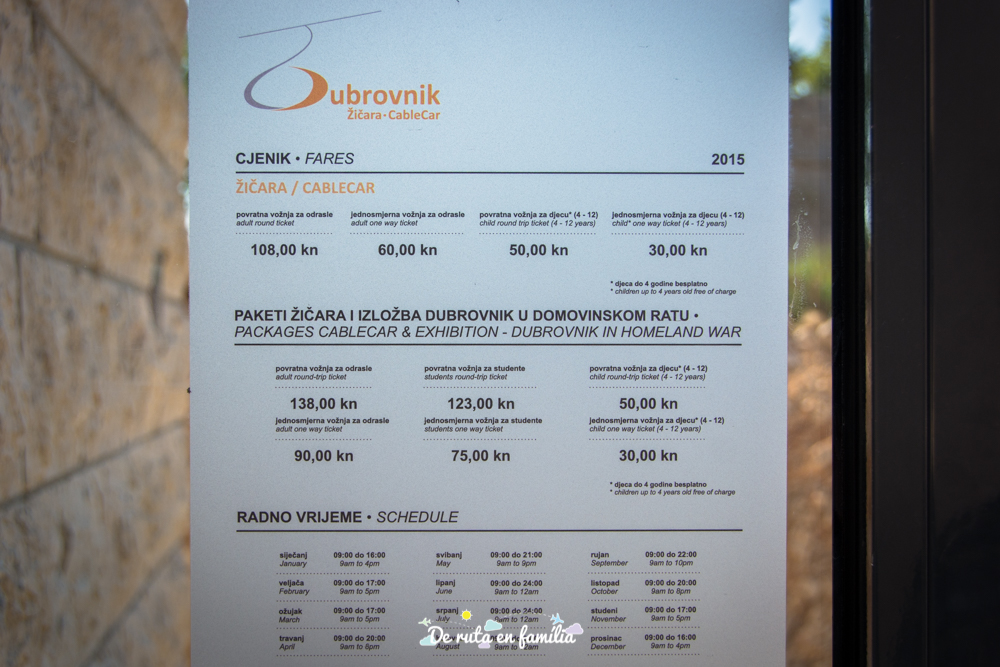 Dubrovnik
Žičara·CableCar
CJENIK • FARES 2015
ŽIČARA / CABLECAR
povratna vožnja za odrasle jednosmjerna vožnja za odrasle povratna vožnja za djecu* (4 - 12) jednosmjerna vožnja za djecu (4 - 12)
adult round ticket adult one way ticket child round trip ticket (4 - 12 years) child* one way ticket (4 - 12 years)
108,00 kn 60,00 kn 50,00 kn 30,00 kn
* djeca do 4 godine besplatno
* children up to 4 years old free of charge
PAKETI ŽIČARA I IZLOŽBA DUBROVNIK U DOMOVINSKOM RATU •
PACKAGES CABLECAR & EXHIBITION - DUBROVNIK IN HOMELAND WAR
povratna vožnja za odrasle povratna vožnja za studente povratna vožnja za djecu* (4 - 12)
adult round-trip ticket students round-trip ticket child round-trip ticket (4 - 12 years)
138,00 kn 123,00 kn 50,00 kn
jednosmjerna vožnja za odrasle jednosmjerna vožnja za studente jednosmjerna vožnja za djecu* (4 - 12)
adult one way ticket students one way ticket child one way ticket (4 - 12 years)
90,00 kn 75,00 kn 30,00 kn
* djeca do 4 godine besplatno
* children up to 4 years old free of charge
RADNO VRIJEME • SCHEDULE
siječanj 09:00 do 16:00 svibanj 09:00 do 21:00 rujan 09:00 do 22:00
January 9am to 4pm May 9am to 9pm September 9am to 10pm
veljača 09:00 do 17:00 lipanj 09:00 do 24:00 listopad 09:00 do 20:00
February 9am to 5pm June 9am to 12am October 9am to 8pm
ožujak 09:00 do 17:00 srpanj 09:00 do 24:00 studeni 09:00 do 17:00
March 9am to 5pm July 9am to 12am November 9am to 5pm
travanj 09:00 do 20:00 prosinac 09:00 do 16:00
April 9am to 8pm August 12am December 9am to 4pm
De ruta en família